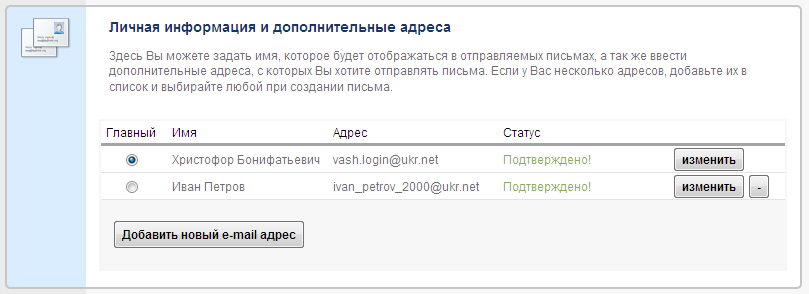 Личная информация и дополнительные адреса
Здесь Вы можете задать имя, которое будет отображаться в отправляемых письмах, а так же ввести
дополнительные адреса, с которых Вы хотите отправлять письма. Если у Вас несколько адресов, добавьте их в
список и выбирайте любой при создании письма.
Главный Имя Адрес Статус
Христофор Бонифатьевич vash.login@ukr.net Подтверждено! изменить
Иван Петров ivan_petrov_2000@ukr.net Подтверждено! изменить -
Добавить новый e-mail адрес